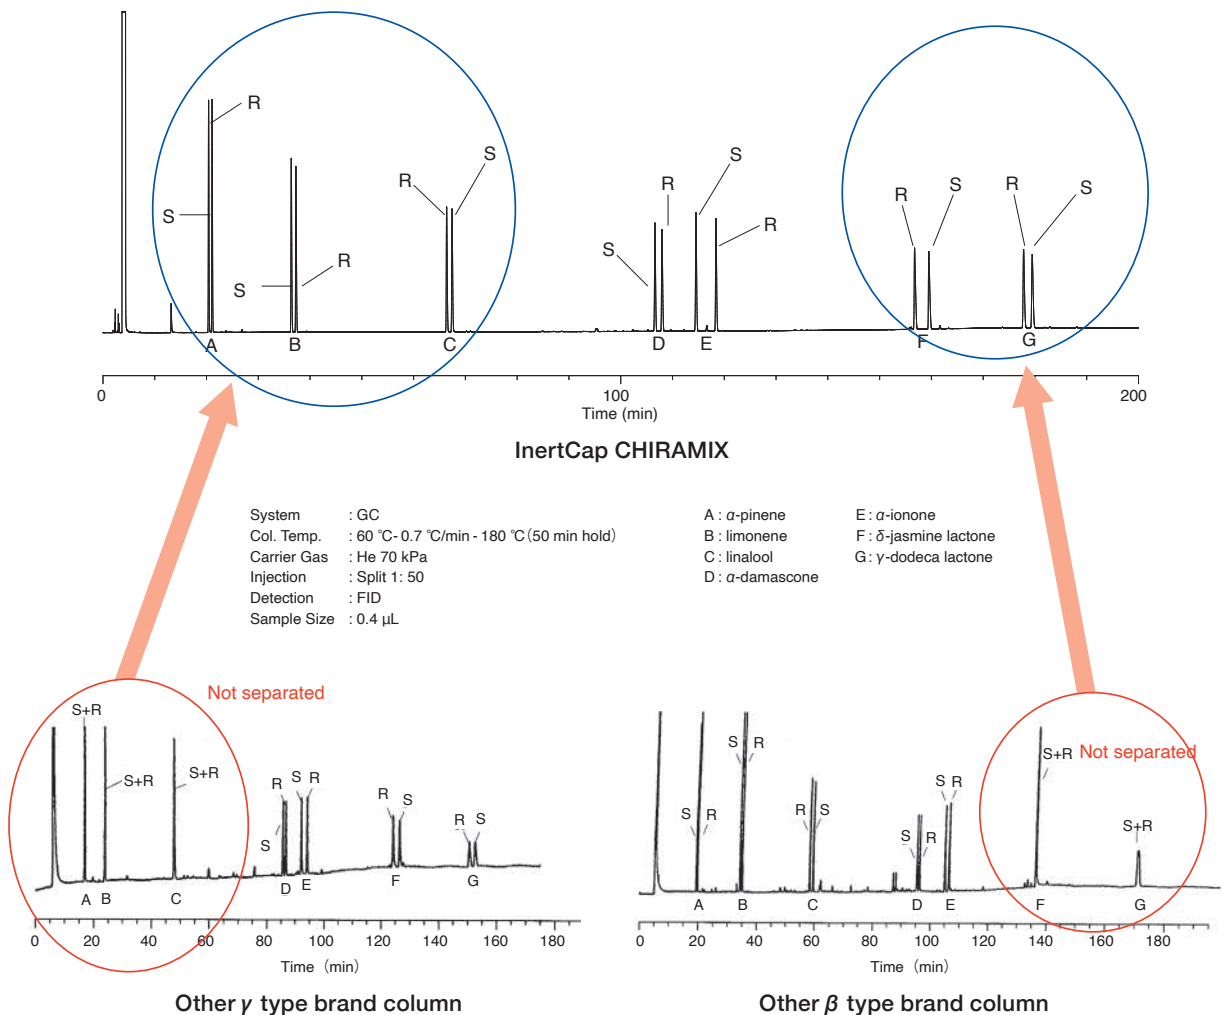 R
S
S
R
R
S
S
R
S
R
R
S
R
S
A
B
C
D
E
F
G
0
100
200
Time (min)
InertCap CHIRAMIX
System : GC
Col. Temp. : 60 ℃- 0.7 ℃/min - 180 ℃ (50 min hold)
Carrier Gas : He 70 kPa
Injection : Split 1: 50
Detection : FID
Sample Size : 0.4 μL
A : α-pinene
B : limonene
C : linalool
D : α-damascone
E : α-ionone
F : δ-jasmine lactone
G : γ-dodeca lactone
Not separated
S+R
S+R
S+R
R
S
S R
R S
R S
A B C D E F G
0 20 40 60 80 100 120 140 160 180
Time (min)
Other γ type brand column
Not separated
S R
S R
R S
S R
S R
S+R
S+R
A B C D E F G
0 20 40 60 80 100 120 140 160 180
Time (min)
Other β type brand column